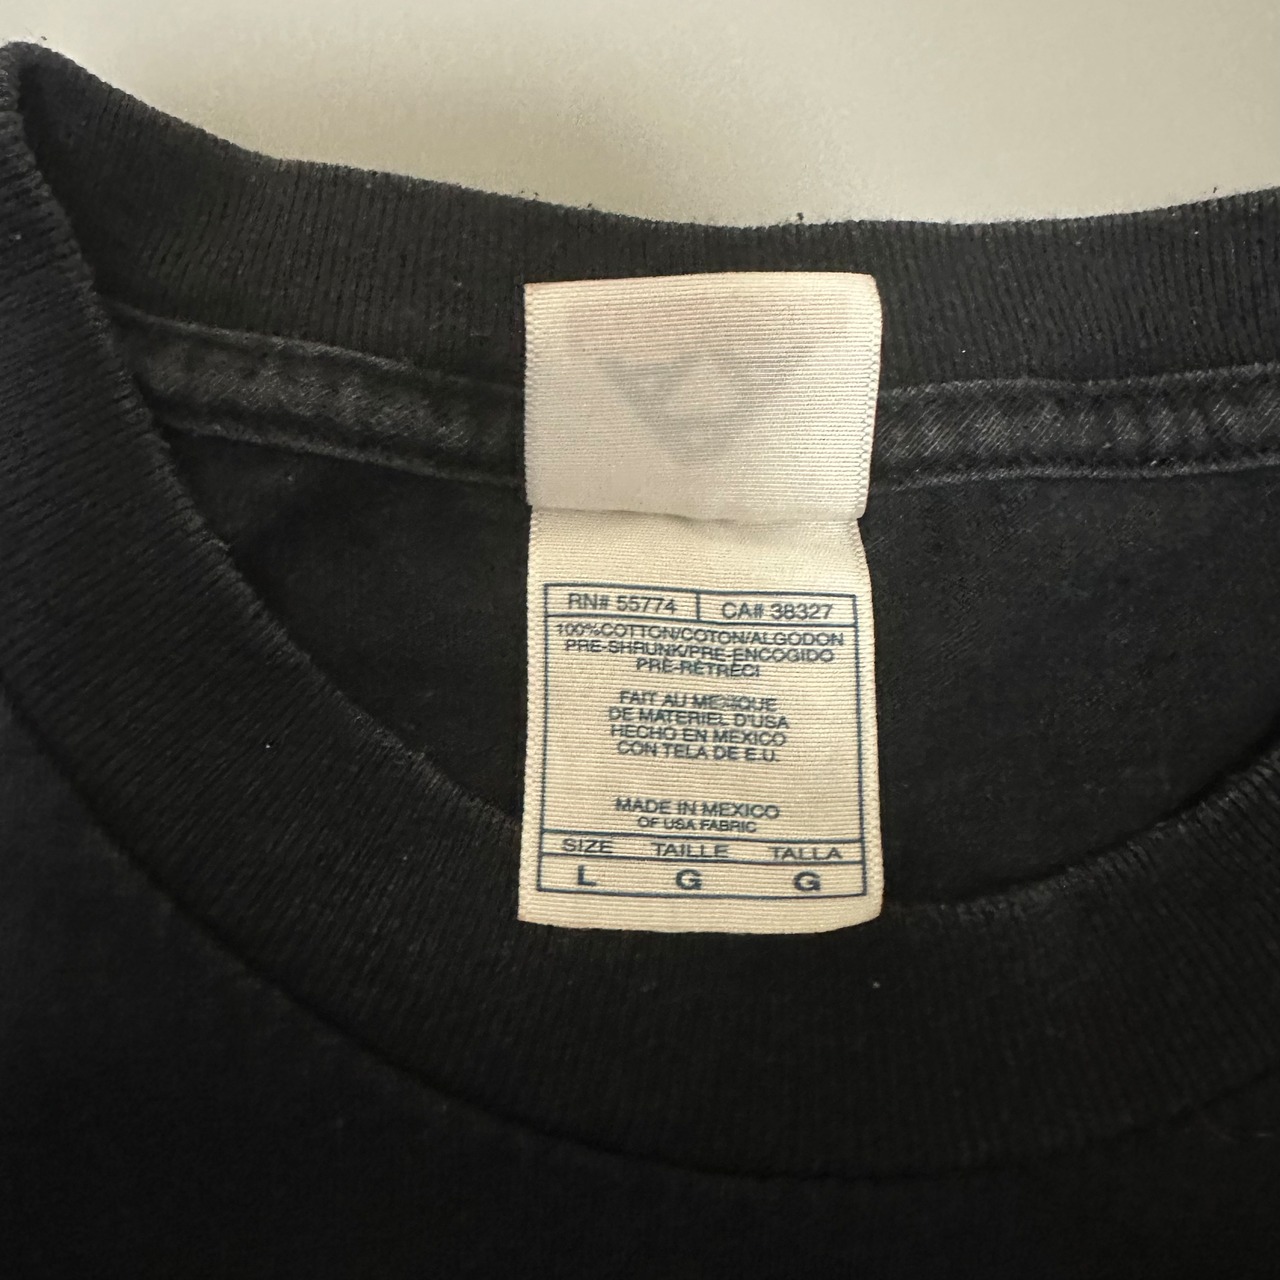 RN# 55774 CA# 38327
100%COTTON/COTON/ALGODON
PRE-SHRUNK/PRE-ENCOGIDO
PRÉ-RÉTRÉCI
FAIT AU MEXIQUE
DE MATERIEL D'USA
HECHO EN MEXICO
CON TELA DE E.U.
MADE IN MEXICO
OF USA FABRIC
SIZE TAILLE TALLA
L G G